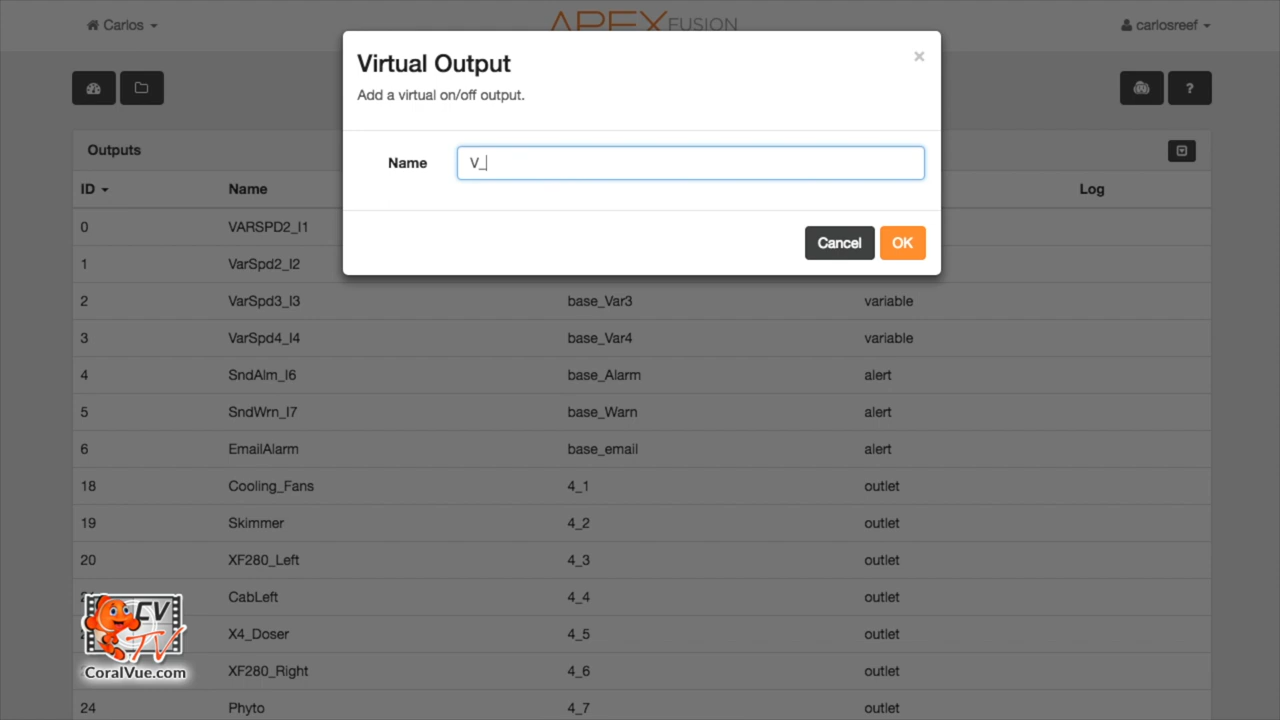 Carlos
APEX FUSION
carlosreef
Virtual Output
×
Add a virtual on/off output.
Name
V_
Cancel
OK
?
Outputs
ID
Name
Log
0
VARSPD2_I1
1
VarSpd2_I2
2
VarSpd3_I3
base_Var3
variable
3
VarSpd4_I4
base_Var4
variable
4
SndAlm_I6
base_Alarm
alert
5
SndWrn_I7
base_Warn
alert
6
EmailAlarm
base_email
alert
18
Cooling_Fans
4_1
outlet
19
Skimmer
4_2
outlet
20
XF280_Left
4_3
outlet
CabLeft
4_4
outlet
X4_Doser
4_5
outlet
XF280_Right
4_6
outlet
24
Phyto
4_7
outlet
CV
TV
CoralVue.com